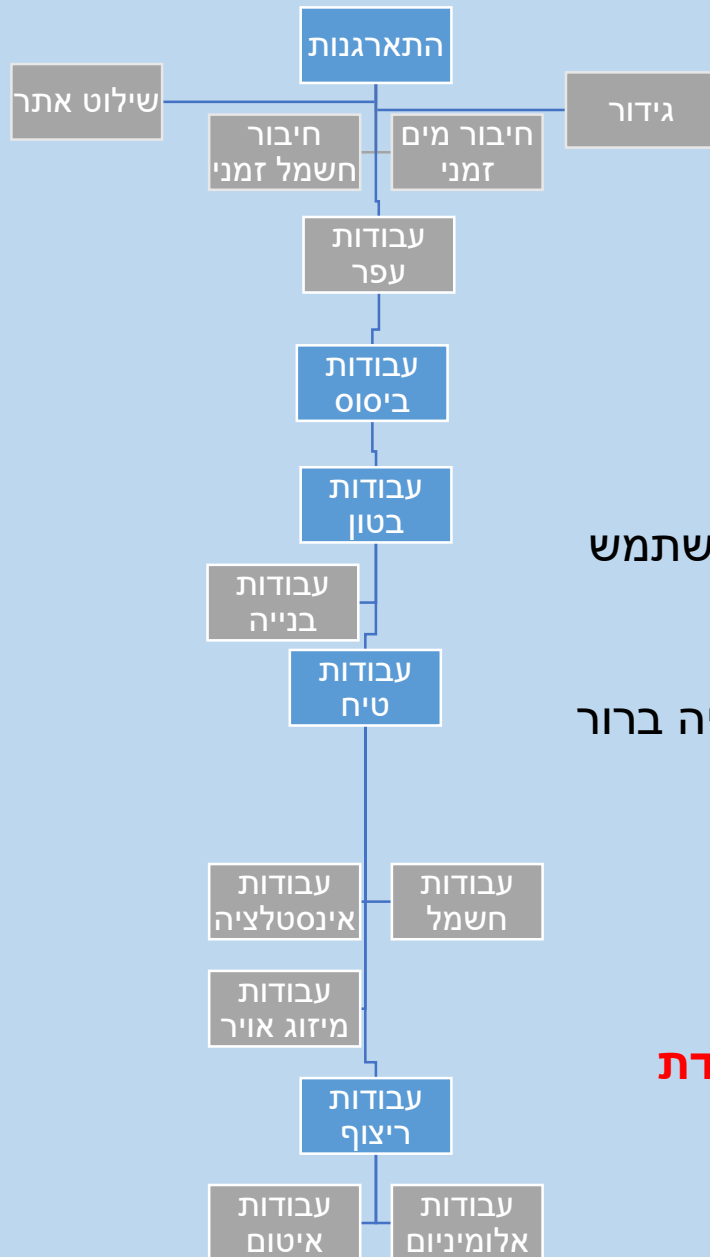 התארגנות
גידור
שילוט אתר
חיבור מים
זמני
חיבור
חשמל זמני
עבודות
עפר
עבודות
ביסוס
עבודות
בטון
שתמש
עבודות
בנייה
עבודות
טיח
יה ברור
עבודות
חשמל
עבודות
אינסטלציה
עבודות
מיזוג אויר
דת
עבודות
ריצוף
עבודות
אלומיניום
עבודות
איטום